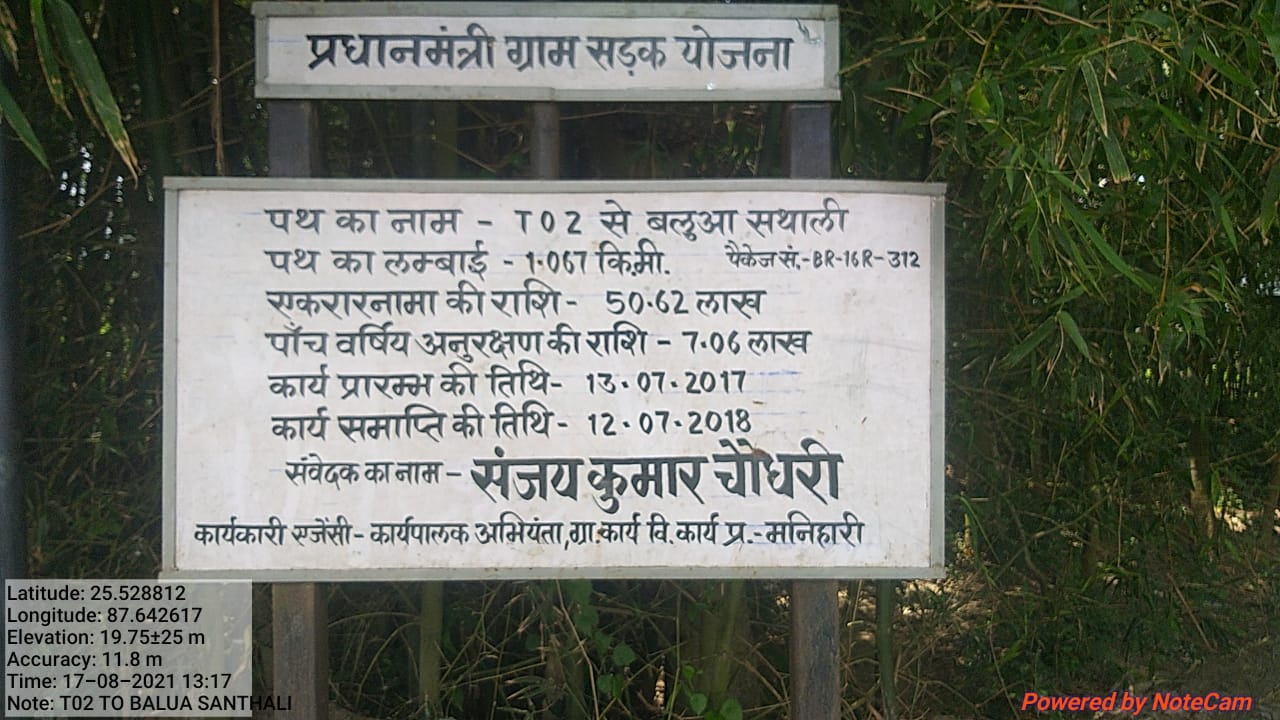 प्रधानमंत्री ग्राम सड़क योजना
पथ का नाम - T02 से बलुआ सथाली
पथ का लम्बाई - 1.067 कि.मी. पैकेज सं.-BR-16R-312
एकरारनामा की राशि- 50.62 लाख
पाँच वर्षिय अनुरक्षण की राशि - 7.06 लाख
कार्य प्रारम्भ की तिथि- 13.07.2017
कार्य समाप्ति की तिथि- 12.07.2018
संवेदक का नाम - संजय कुमार चौधरी
कार्यकारी एजेंसी- कार्यपालक अभियंता,ग्रा.कार्य वि.कार्य प्र.-मनिहारी
Latitude: 25.528812
Longitude: 87.642617
Elevation: 19.75±25 m
Accuracy: 11.8 m
Time: 17-08-2021 13:17
Note: T02 TO BALUA SANTHALI
Powered by NoteCam